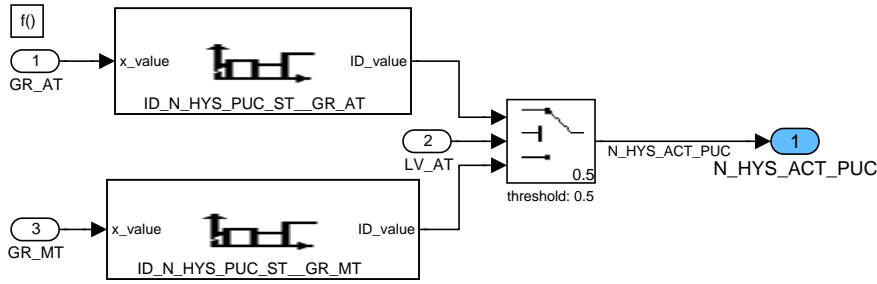 f()
1
GR_AT
x_value
ID_value
ID_N_HYS_PUC_ST__GR_AT
2
LV_AT
0.5
threshold: 0.5
N_HYS_ACT_PUC
1
N_HYS_ACT_PUC
3
GR_MT
x_value
ID_value
ID_N_HYS_PUC_ST__GR_MT